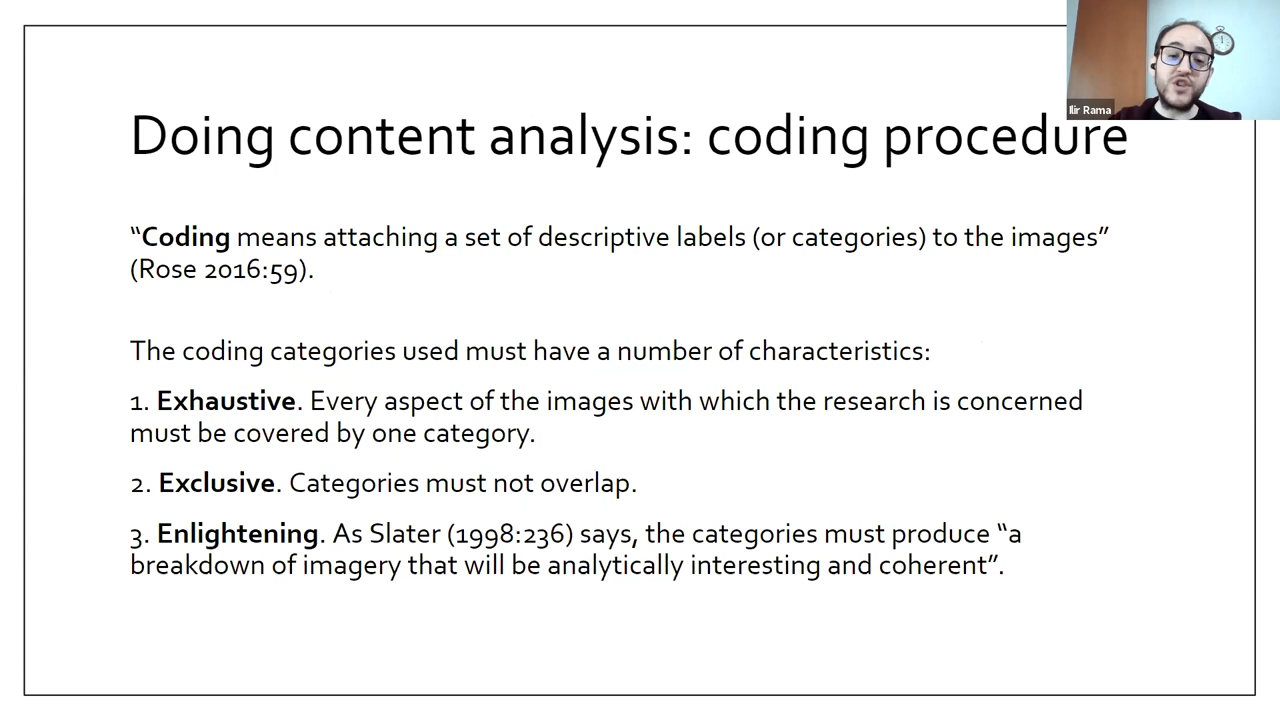 Ilir Rama
Doing content analysis: coding procedure
“Coding means attaching a set of descriptive labels (or categories) to the images”
(Rose 2016:59).
The coding categories used must have a number of characteristics:
1. Exhaustive. Every aspect of the images with which the research is concerned
must be covered by one category.
2. Exclusive. Categories must not overlap.
3. Enlightening. As Slater (1998:236) says, the categories must produce “a
breakdown of imagery that will be analytically interesting and coherent”.